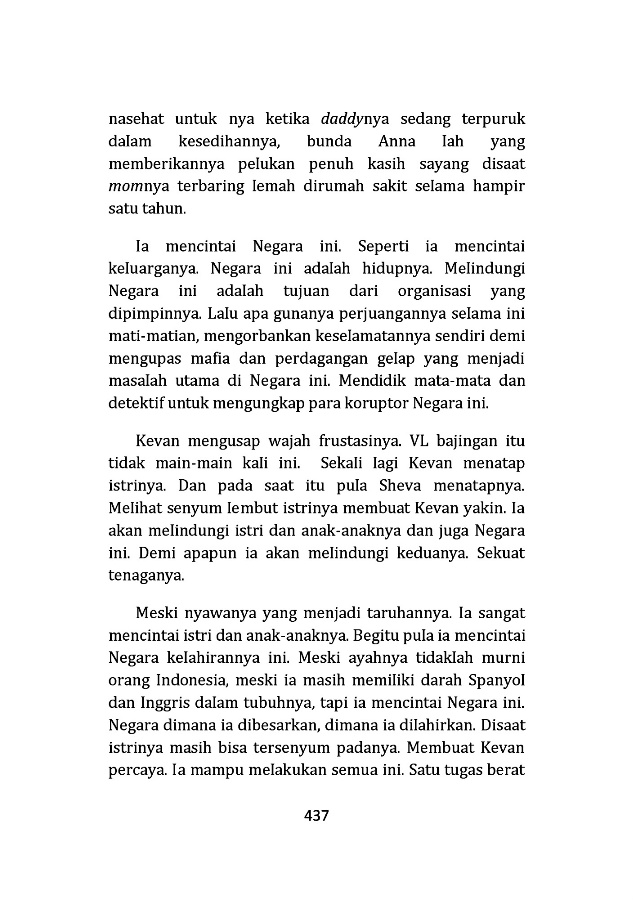 nasehat untuk nya ketika daddynya sedang terpuruk
dalam kesedihannya, bunda Anna lah yang
memberikannya pelukan penuh kasih sayang disaat
momnya terbaring lemah dirumah sakit selama hampir
satu tahun.
Ia mencintai Negara ini. Seperti ia mencintai
keluarganya. Negara ini adalah hidupnya. Melindungi
Negara ini adalah tujuan dari organisasi yang
dipimpinnya. Lalu apa gunanya perjuangannya selama ini
mati-matian, mengorbankan keselamatannya sendiri demi
mengupas mafia dan perdagangan gelap yang menjadi
masalah utama di Negara ini. Mendidik mata-mata dan
detektif untuk mengungkap para koruptor Negara ini.
Kevan mengusap wajah frustasinya. VL bajingan itu
tidak main-main kali ini. Sekali lagi Kevan menatap
istrinya. Dan pada saat itu pula Sheva menatapnya.
Melihat senyum lembut istrinya membuat Kevan yakin. Ia
akan melindungi istri dan anak-anaknya dan juga Negara
ini. Demi apapun ia akan melindungi keduanya. Sekuat
tenaganya.
Meski nyawanya yang menjadi taruhannya. Ia sangat
mencintai istri dan anak-anaknya. Begitu pula ia mencintai
Negara kelahirannya ini. Meski ayahnya tidaklah murni
orang Indonesia, meski ia masih memiliki darah Spanyol
dan Inggris dalam tubuhnya, tapi ia mencintai Negara ini.
Negara dimana ia dibesarkan, dimana ia dilahirkan. Disaat
istrinya masih bisa tersenyum padanya. Membuat Kevan
percaya. Ia mampu melakukan semua ini. Satu tugas berat
437